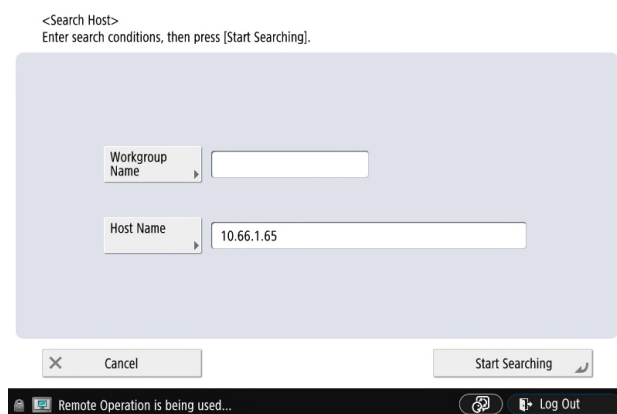 <Search Host>
Enter search conditions, then press [Start Searching].
Workgroup
Name
Host Name
10.66.1.65
Cancel
Start Searching
Remote Operation is being used...
Log Out